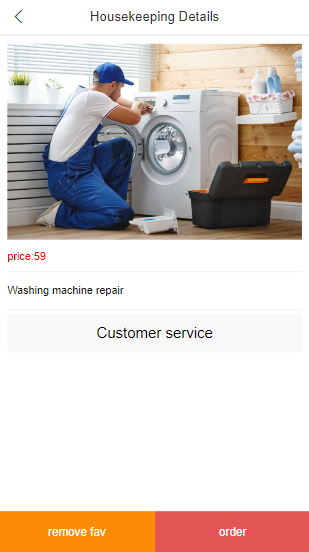 Housekeeping Details
price:59
Washing machine repair
Customer service
remove fav
order